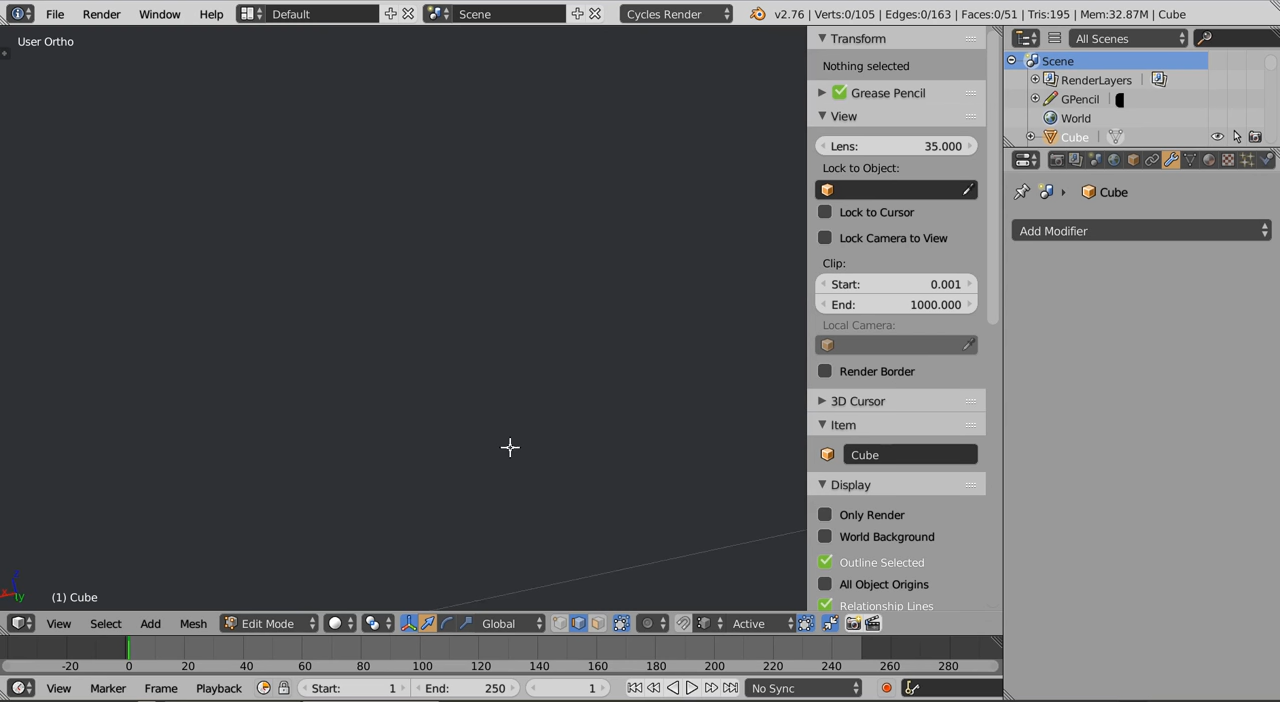 File Render Window Help Default Scene Cycles Render v2.76 | Verts:0/105 | Edges:0/163 | Faces:0/51 | Tris:195 | Mem:32.87M | Cube
User Ortho
Transform
Nothing selected
Grease Pencil
View
Lens: 35.000
Lock to Object:
Lock to Cursor
Lock Camera to View
Clip:
Start: 0.001
End: 1000.000
Local Camera:
Render Border
3D Cursor
Item
Cube
Display
Only Render
World Background
Outline Selected
All Object Origins
Relationship Lines
All Scenes
Scene
RenderLayers
GPencil
World
Cube
Cube
Add Modifier
y
(1) Cube
View Select Add Mesh Edit Mode Global Active
-20 0 20 40 60 80 100 120 140 160 180 200 220 240 260 280
View Marker Frame Playback Start: 1 End: 250 1 No Sync